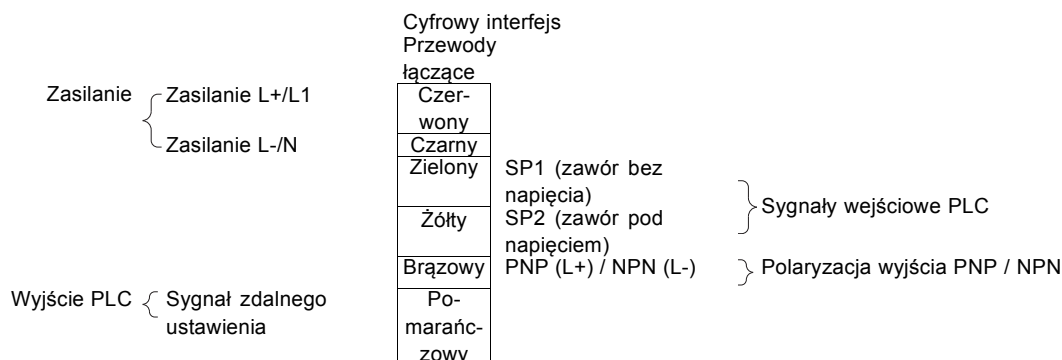 Cyfrowy interfejs
Przewody
łączące
Zasilanie
Zasilanie L+/L1
Czer-
wony
Zasilanie L-/N
Czarny
Zielony
SP1 (zawór bez
napięcia)
Sygnały wejściowe PLC
Żółty
SP2 (zawór pod
napięciem)
Brązowy
PNP (L+) / NPN (L-)
Polaryzacja wyjścia PNP / NPN
Wyjście PLC
Sygnał zdalnego
ustawienia
Po-
marańc-
zowy